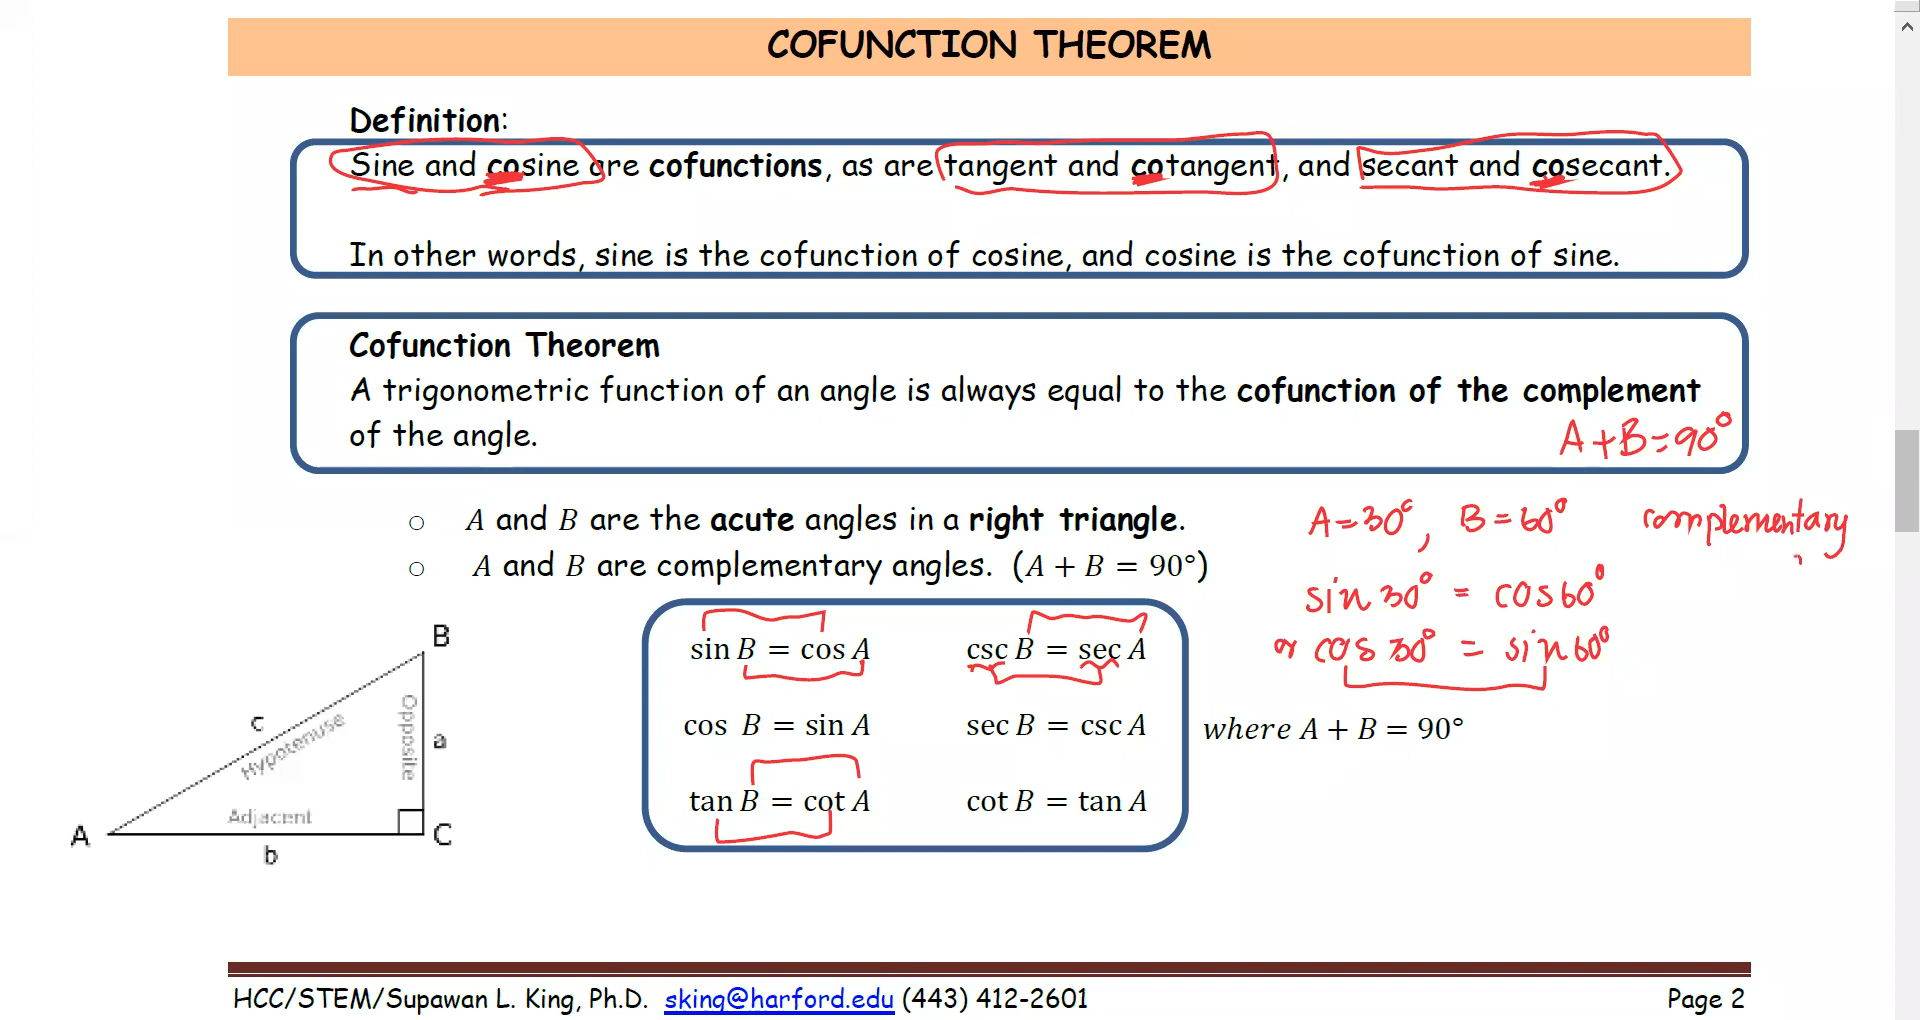 COFUNCTION THEOREM
Definition:
Sine and cosine are cofunctions, as are tangent and cotangent, and secant and cosecant.
In other words, sine is the cofunction of cosine, and cosine is the cofunction of sine.
Cofunction Theorem
A trigonometric function of an angle is always equal to the cofunction of the complement
of the angle.
A+B=90°
○ A and B are the acute angles in a right triangle.
A=30°, B=60° complementary
○ A and B are complementary angles. (A + B = 90°)
sin 30° = cos 60°
or cos 30° = sin 60°
sin B = cos A csc B = sec A
cos B = sin A sec B = csc A where A + B = 90°
tan B = cot A cot B = tan A
B
c
Hypotenuse
Opposite
a
Adjacent
A
C
b
HCC/STEM/Supawan L. King, Ph.D. sking@harford.edu (443) 412-2601 Page 2